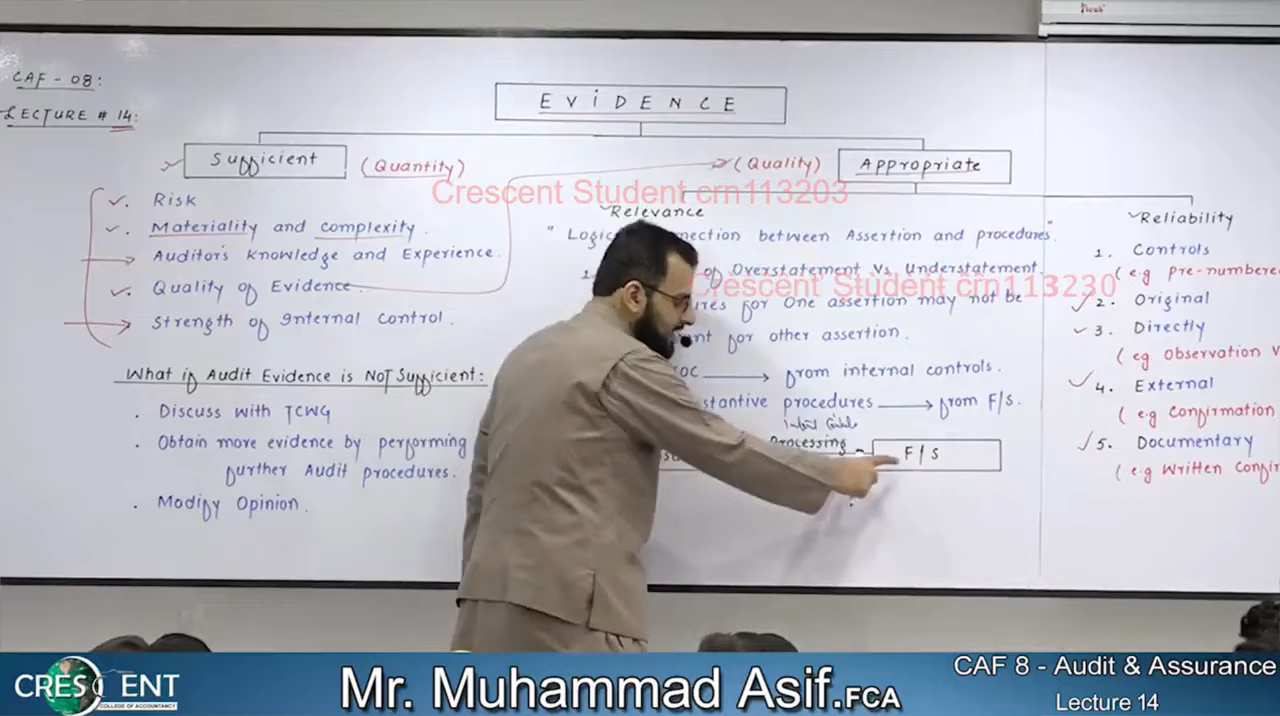 CAF - 08:
LECTURE # 14:
EVIDENCE
Sufficient (Quantity)
(Quality) Appropriate
Crescent Student crn113203
. Risk
. Materiality and complexity.
Auditor's Knowledge and Experience.
. Quality of Evidence
Strength of Internal Control.
What if Audit Evidence is NOT Sufficient:
. Discuss with TCWG
. Obtain more evidence by performing
further Audit procedures.
. Modify Opinion.
Relevance
between Assertion and procedures."
of Overstatement Vs Understatement.
Crescent Student crn113230
for One assertion may not be
for other assertion.
from internal controls.
procedures from F/S.
Processing
F/S
Reliability
1. Controls
(e.g pre-numbere
2. Original
3. Directly
(eg Observation V
4. External
(e.g Confirmation
5. Documentary
(e.g Written Confir
CRESCENT
COLLEGE OF ACCOUNTANCY
Mr. Muhammad Asif.FCA
CAF 8 - Audit & Assurance
Lecture 14